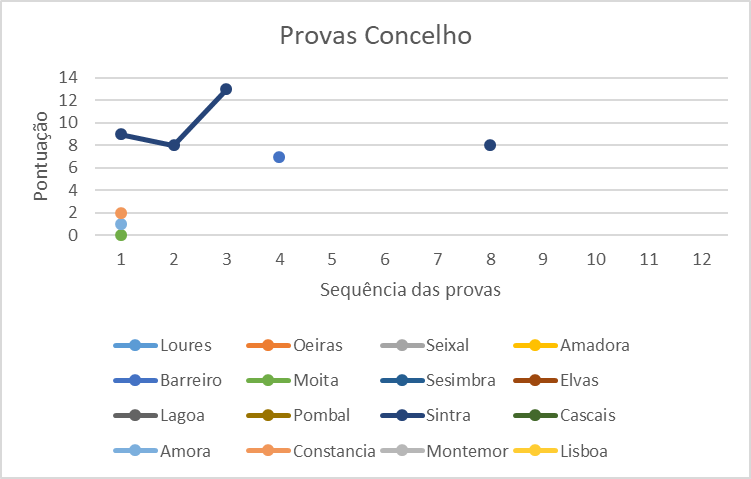 Provas Concelho
14
12
10
8
6
4
2
0
Pontuação
1 2 3 4 5 6 7 8 9 10 11 12
Sequência das provas
Loures Oeiras Seixal Amadora
Barreiro Moita Sesimbra Elvas
Lagoa Pombal Sintra Cascais
Amora Constancia Montemor Lisboa